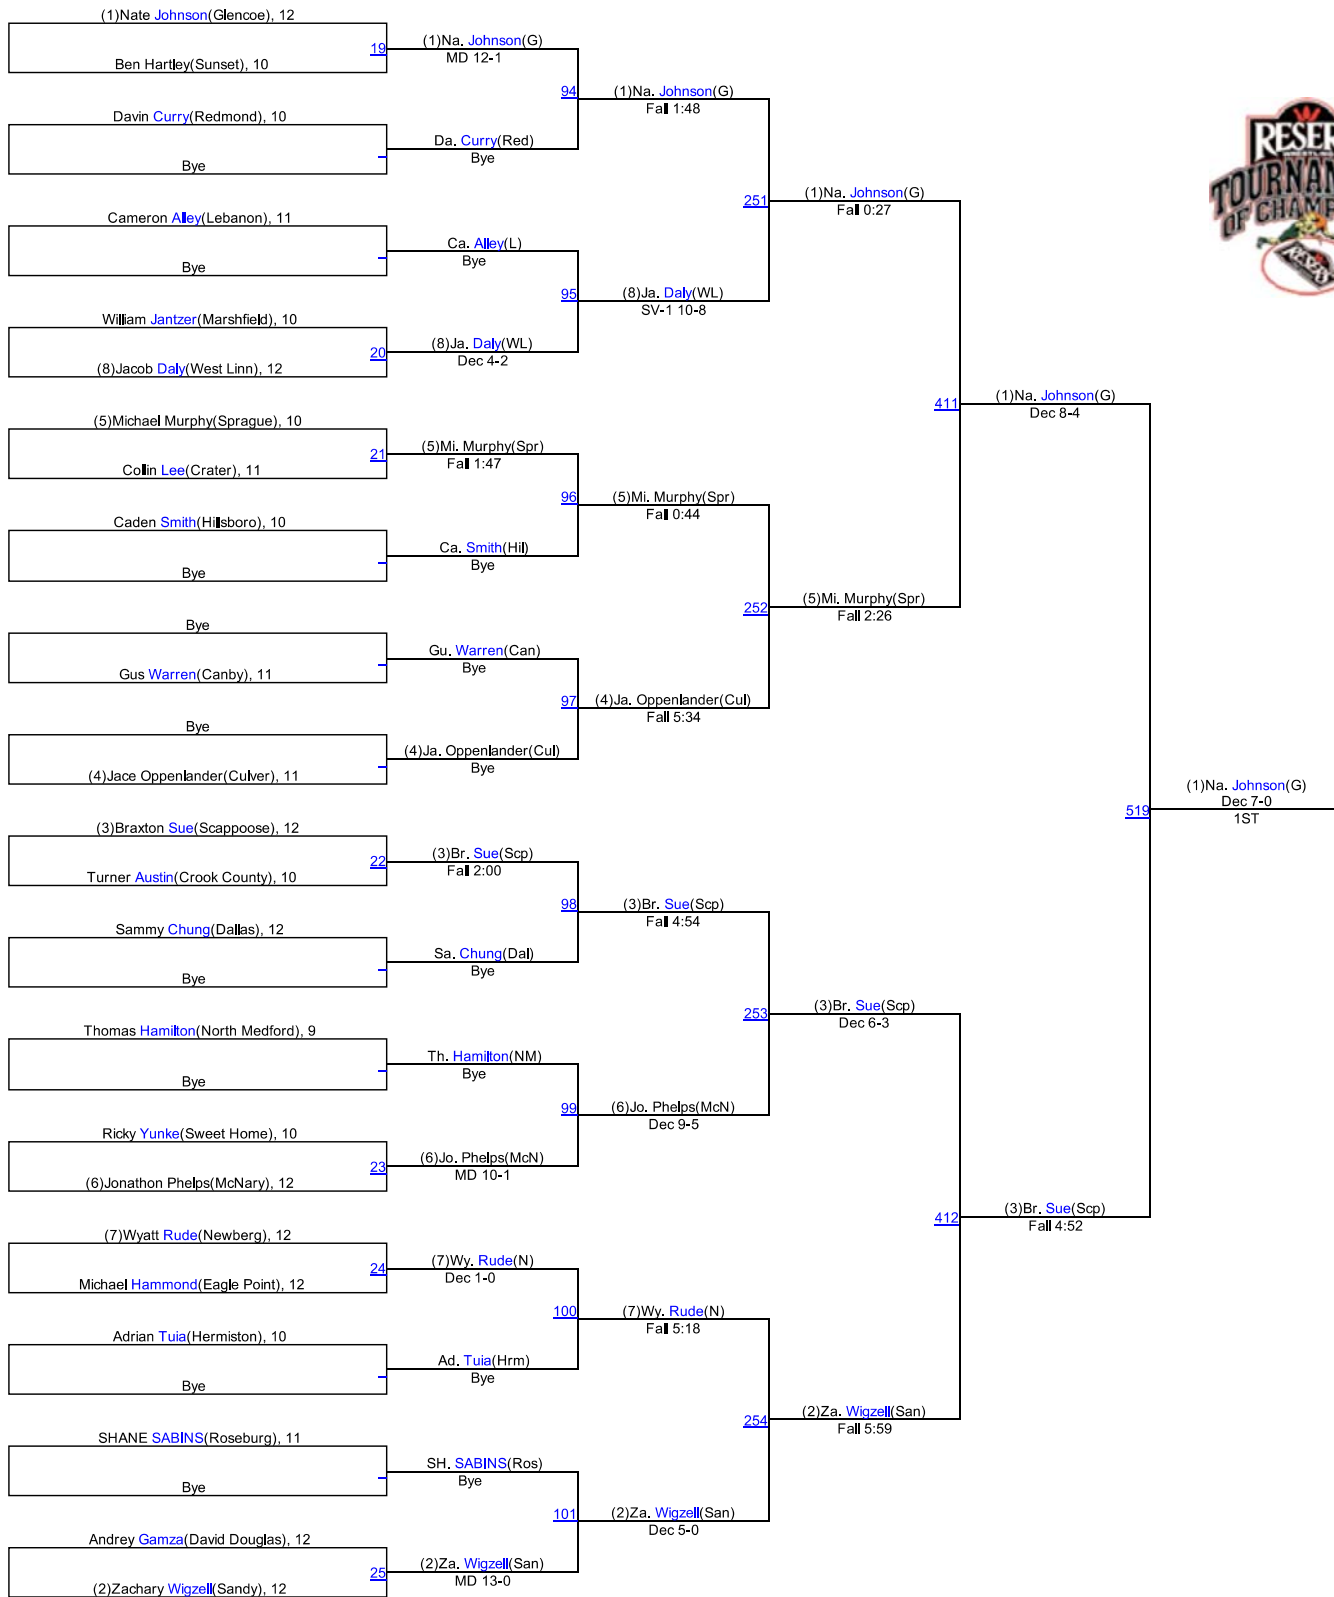 (1)Nate Johnson(Glencoe), 12
19
Ben Hartley(Sunset), 10
(1)Na. Johnson(G)
MD 12-1
Davin Curry(Redmond), 10
Bye
Da. Curry(Red)
Bye
94
(1)Na. Johnson(G)
Fall 1:48
Cameron Alley(Lebanon), 11
Bye
Ca. Alley(L)
Bye
William Jantzer(Marshfield), 10
20
(8)Jacob Daly(West Linn), 12
(8)Ja. Daly(WL)
Dec 4-2
95
(8)Ja. Daly(WL)
SV-1 10-8
251
(1)Na. Johnson(G)
Fall 0:27
(5)Michael Murphy(Sprague), 10
21
Collin Lee(Crater), 11
(5)Mi. Murphy(Spr)
Fall 1:47
Caden Smith(Hillsboro), 10
Bye
Ca. Smith(Hil)
Bye
96
(5)Mi. Murphy(Spr)
Fall 0:44
Bye
Gus Warren(Canby), 11
Gu. Warren(Can)
Bye
Bye
(4)Jace Oppenlander(Culver), 11
(4)Ja. Oppenlander(Cul)
Bye
97
(4)Ja. Oppenlander(Cul)
Fall 5:34
252
(5)Mi. Murphy(Spr)
Fall 2:26
411
(1)Na. Johnson(G)
Dec 8-4
(3)Braxton Sue(Scappoose), 12
22
Turner Austin(Crook County), 10
(3)Br. Sue(Scp)
Fall 2:00
Sammy Chung(Dallas), 12
Bye
Sa. Chung(Dal)
Bye
98
(3)Br. Sue(Scp)
Fall 4:54
Thomas Hamilton(North Medford), 9
Bye
Th. Hamilton(NM)
Bye
Ricky Yunke(Sweet Home), 10
23
(6)Jonathon Phelps(McNary), 12
(6)Jo. Phelps(McN)
MD 10-1
99
(6)Jo. Phelps(McN)
Dec 9-5
253
(3)Br. Sue(Scp)
Dec 6-3
(7)Wyatt Rude(Newberg), 12
24
Michael Hammond(Eagle Point), 12
(7)Wy. Rude(N)
Dec 1-0
Adrian Tuia(Hermiston), 10
Bye
Ad. Tuia(Hrm)
Bye
100
(7)Wy. Rude(N)
Fall 5:18
SHANE SABINS(Roseburg), 11
Bye
SH. SABINS(Ros)
Bye
Andrey Gamza(David Douglas), 12
25
(2)Zachary Wigzell(Sandy), 12
(2)Za. Wigzell(San)
MD 13-0
101
(2)Za. Wigzell(San)
Dec 5-0
254
(2)Za. Wigzell(San)
Fall 5:59
412
(3)Br. Sue(Scp)
Fall 4:52
519
(1)Na. Johnson(G)
Dec 7-0
1ST
RESER
TOURNAM
OF CHAMP